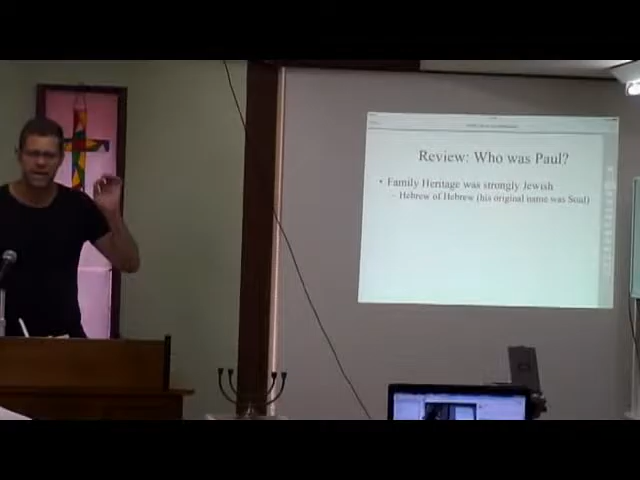 Review: Who was Paul?
• Family Heritage was strongly Jewish
– Hebrew of Hebrew (his original name was Saul)